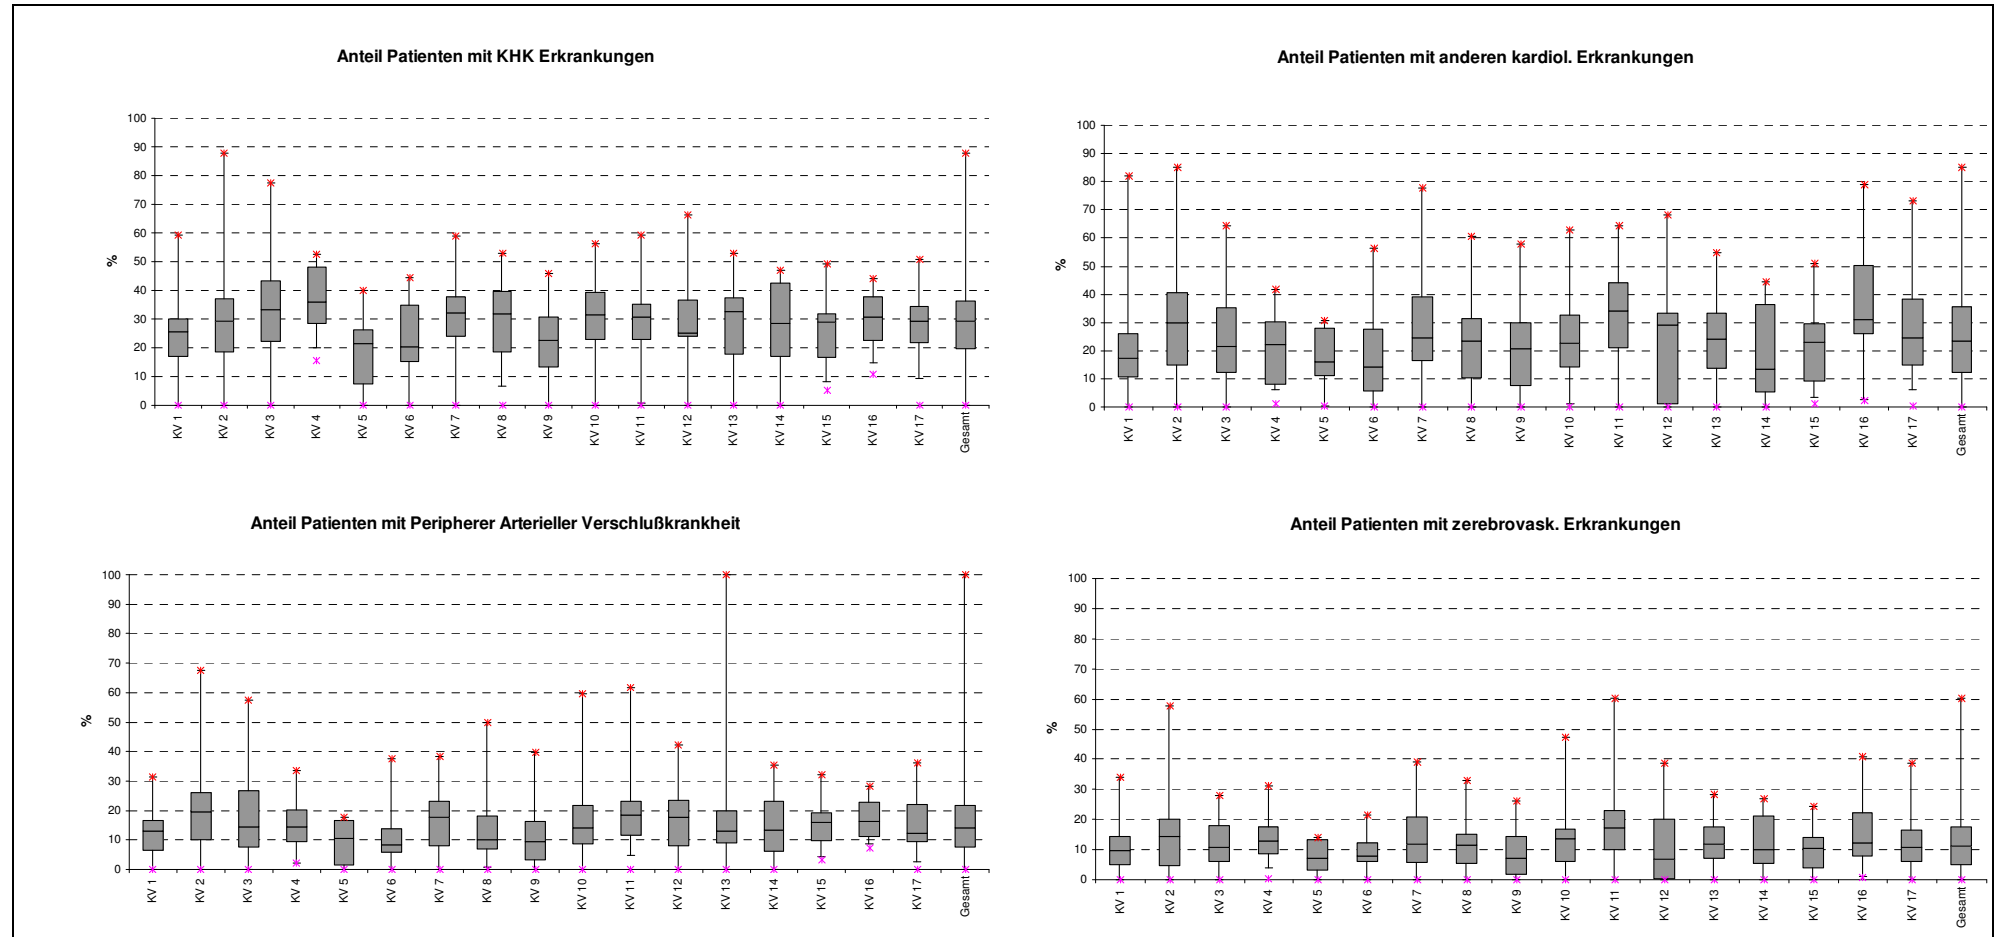 Anteil Patienten mit KHK Erkrankungen
100
90
80
70
60
50
40
30
20
10
0
%
KV 1
KV 2
KV 3
KV 4
KV 5
KV 6
KV 7
KV 8
KV 9
KV 10
KV 11
KV 12
KV 13
KV 14
KV 15
KV 16
KV 17
Gesamt
Anteil Patienten mit anderen kardiol. Erkrankungen
100
90
80
70
60
50
40
30
20
10
0
%
KV 1
KV 2
KV 3
KV 4
KV 5
KV 6
KV 7
KV 8
KV 9
KV 10
KV 11
KV 12
KV 13
KV 14
KV 15
KV 16
KV 17
Gesamt
Anteil Patienten mit Peripherer Arterieller Verschlußkrankheit
100
90
80
70
60
50
40
30
20
10
0
%
KV 1
KV 2
KV 3
KV 4
KV 5
KV 6
KV 7
KV 8
KV 9
KV 10
KV 11
KV 12
KV 13
KV 14
KV 15
KV 16
KV 17
Gesamt
Anteil Patienten mit zerebrovask. Erkrankungen
100
90
80
70
60
50
40
30
20
10
0
%
KV 1
KV 2
KV 3
KV 4
KV 5
KV 6
KV 7
KV 8
KV 9
KV 10
KV 11
KV 12
KV 13
KV 14
KV 15
KV 16
KV 17
Gesamt